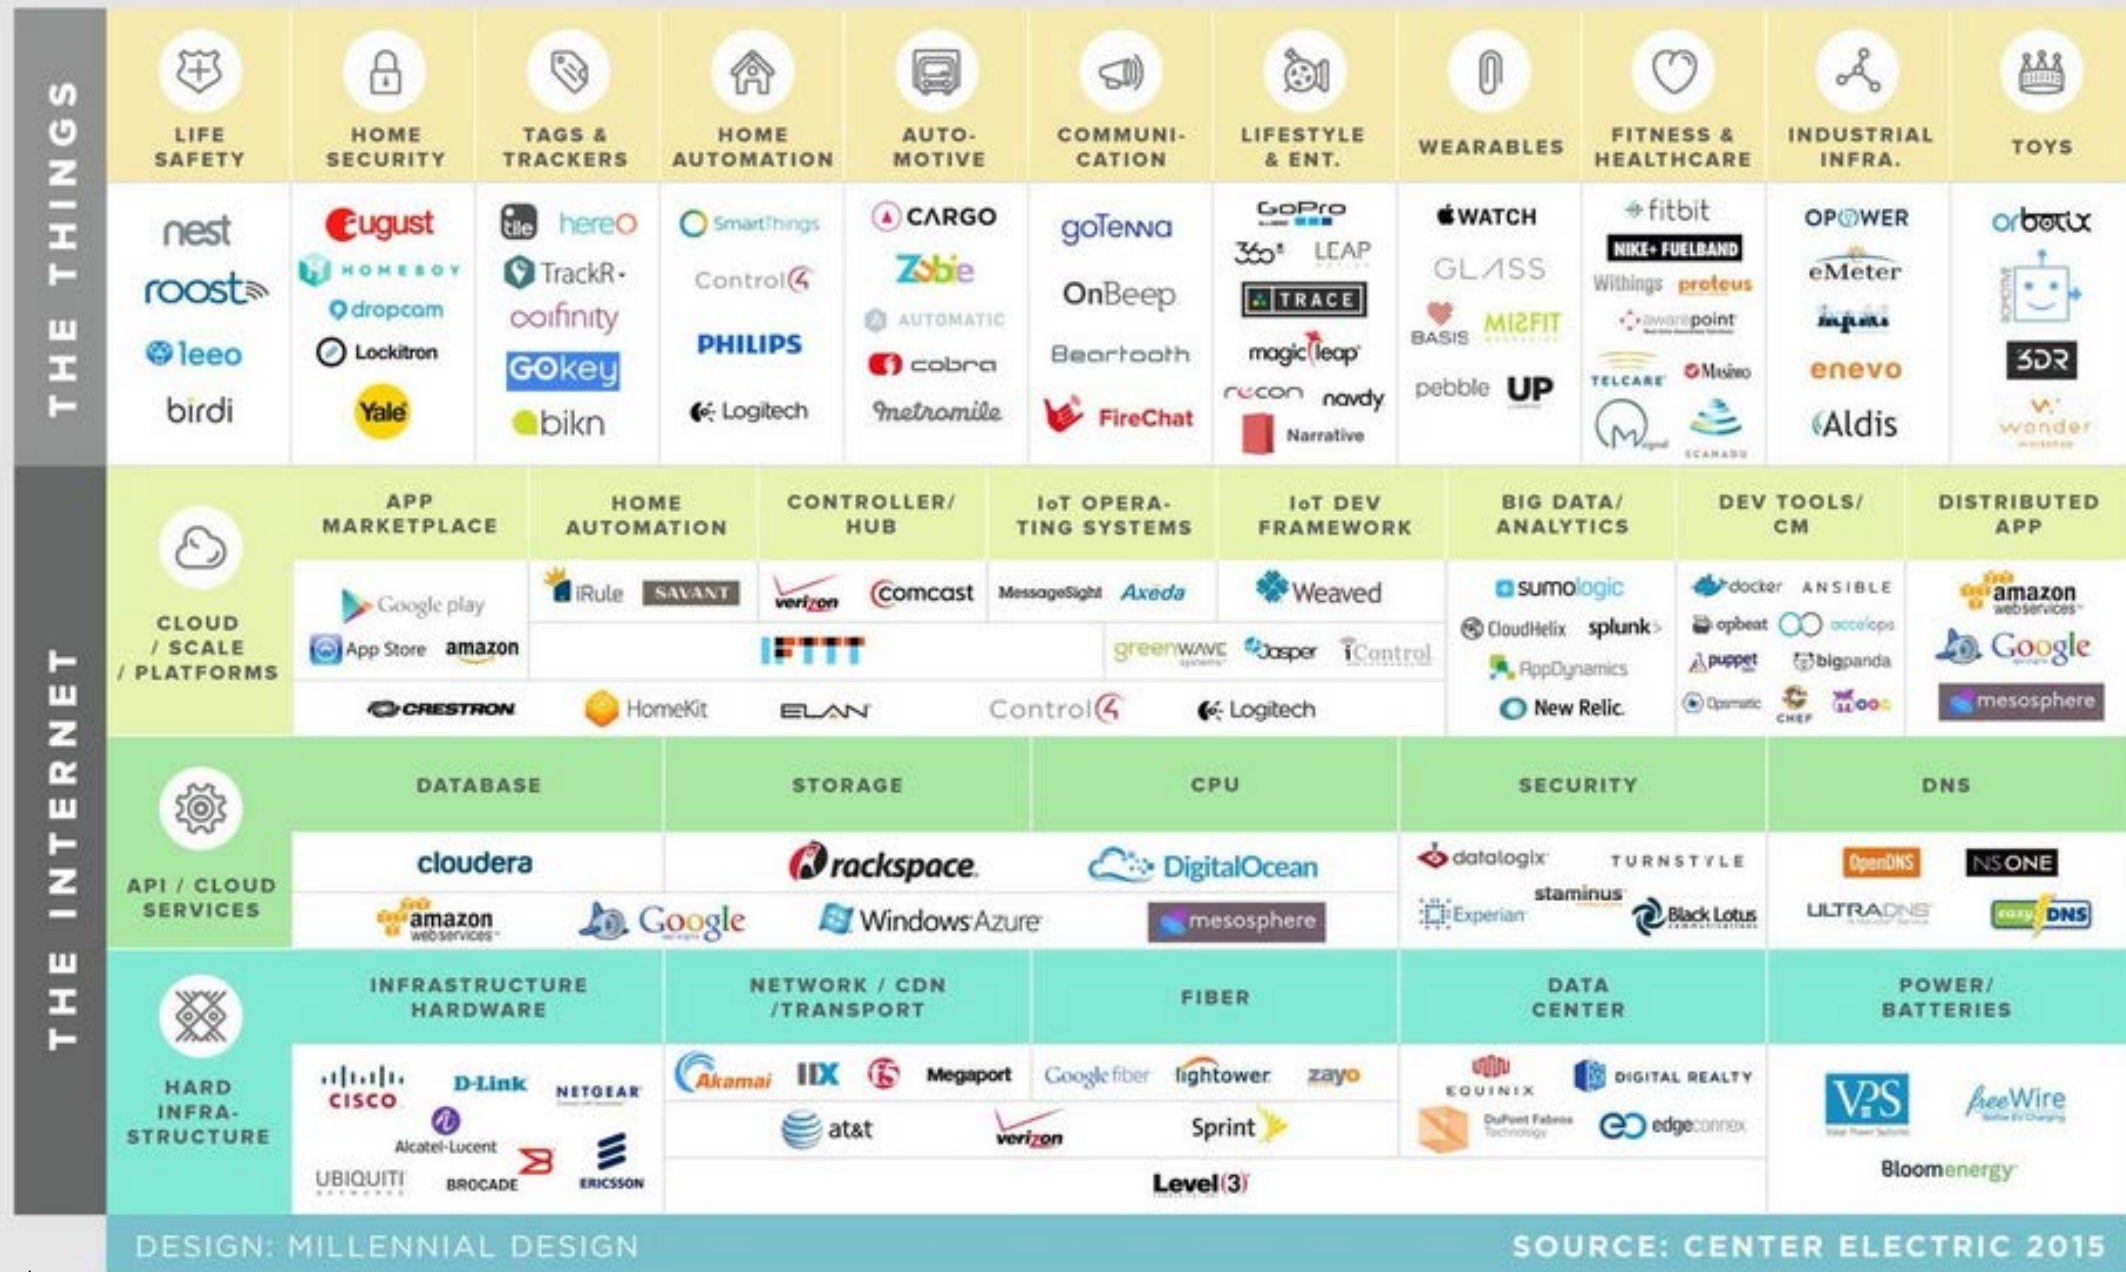 THE THINGS
LIFE
SAFETY
HOME
SECURITY
TAGS &
TRACKERS
HOME
AUTOMATION
AUTO-
MOTIVE
COMMUNI-
CATION
LIFESTYLE
& ENT.
WEARABLES
FITNESS &
HEALTHCARE
INDUSTRIAL
INFRA.
TOYS
nest
roost
leeo
birdi
august
HOMEBOY
dropcam
Lockitron
Yale
tile hereO
TrackR
coifinity
GOkey
bikn
SmartThings
Control4
PHILIPS
Logitech
CARGO
Zubie
AUTOMATIC
cobra
metromile
goTenna
OnBeep
Beartooth
FireChat
GoPro
360 LEAP
TRACE
magic leap
recon navdy
Narrative
WATCH
GLASS
BASIS MISFIT
pebble UP
fitbit
NIKE+ FUELBAND
Withings proteus
awarepoint
TELCARE Masimo
SCANADU
OPOWER
eMeter
enevo
Aldis
orbotix
ROMOTIVE
3DR
wonder
workshop
THE INTERNET
CLOUD
/ SCALE
/ PLATFORMS
APP
MARKETPLACE
HOME
AUTOMATION
CONTROLLER/
HUB
IoT OPERA-
TING SYSTEMS
IoT DEV
FRAMEWORK
BIG DATA/
ANALYTICS
DEV TOOLS/
CM
DISTRIBUTED
APP
Google play
App Store amazon
iRule SAVANT
verizon comcast
MessageSight Axeda
Weaved
IFTTT
greenwave Jasper iControl
CRESTRON HomeKit ELAN Control4 Logitech
sumologic
CloudHelix splunk>
AppDynamics
New Relic.
docker ANSIBLE
opbeat accelops
puppet bigpanda
Opsmatic CHEF
amazon
webservices
Google
mesosphere
API / CLOUD
SERVICES
DATABASE
STORAGE
CPU
SECURITY
DNS
cloudera
rackspace.
DigitalOcean
amazon
webservices
Google
Windows Azure
mesosphere
datalogix TURNSTYLE
staminus
Experian Black Lotus
communications
OpenDNS NSONE
ULTRADNS easyDNS
HARD
INFRA-
STRUCTURE
INFRASTRUCTURE
HARDWARE
NETWORK / CDN
/TRANSPORT
FIBER
DATA
CENTER
POWER/
BATTERIES
CISCO D-Link NETGEAR
Alcatel-Lucent
UBIQUITI
NETWORKS
BROCADE
ERICSSON
Akamai IIX f5 Megaport
Google fiber lightower zayo
at&t verizon Sprint
Level(3)
EQUINIX DIGITAL REALTY
DuPont Fabros
Technology
edgeconnex
VPS freeWire
Bloomenergy
DESIGN: MILLENNIAL DESIGN
SOURCE: CENTER ELECTRIC 2015